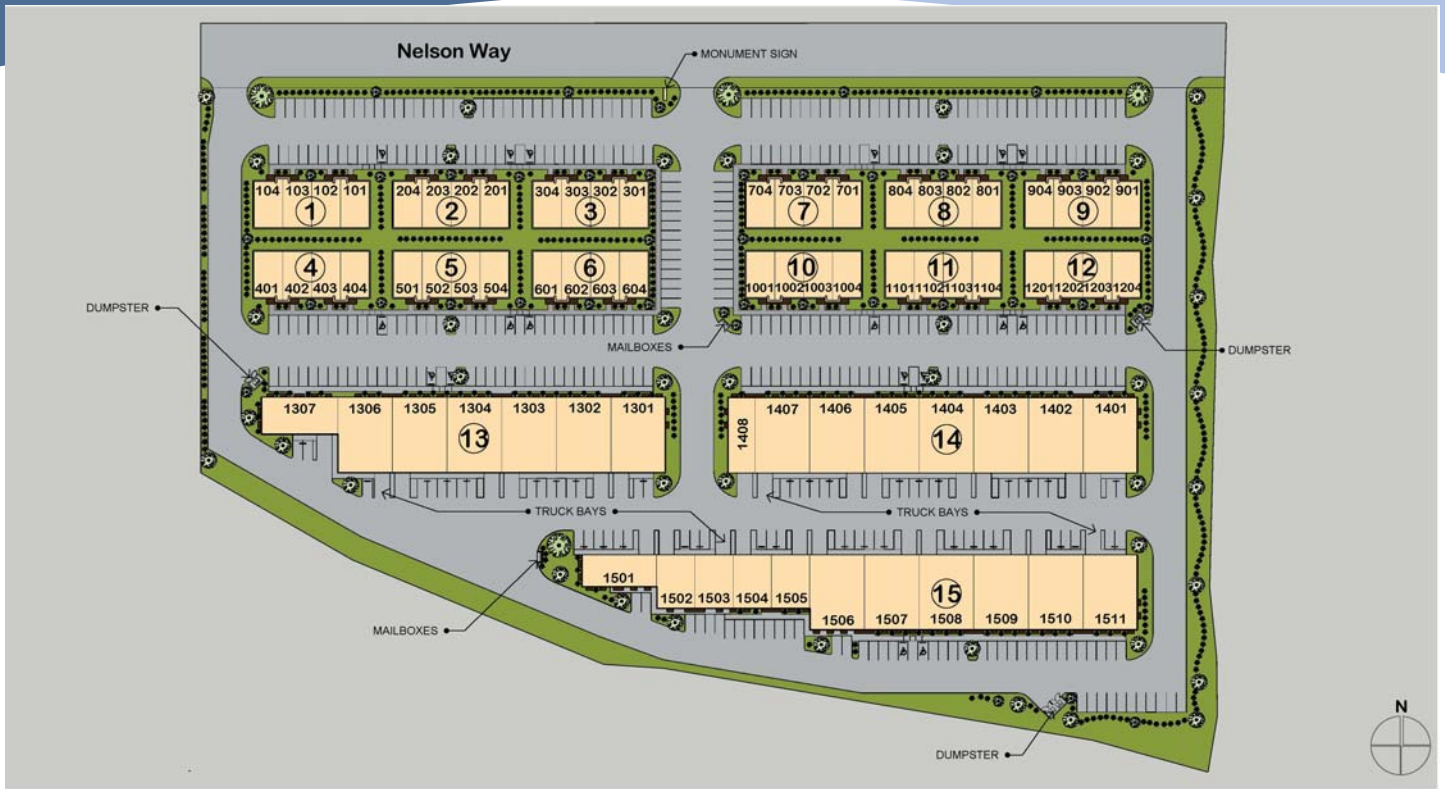 Nelson Way
MONUMENT SIGN
104 103 102 101
204 203 202 201
304 303 302 301
704 703 702 701
804 803 802 801
904 903 902 901
1
2
3
7
8
9
4
5
6
10
11
12
401 402 403 404
501 502 503 504
601 602 603 604
1001 1002 1003 1004
1101 1102 1103 1104
1201 1202 1203 1204
DUMPSTER
MAILBOXES
DUMPSTER
1307 1306 1305 1304 1303 1302 1301
13
1408 1407 1406 1405 1404 1403 1402 1401
14
TRUCK BAYS
TRUCK BAYS
1501 1502 1503 1504 1505
15
1506 1507 1508 1509 1510 1511
MAILBOXES
DUMPSTER
N